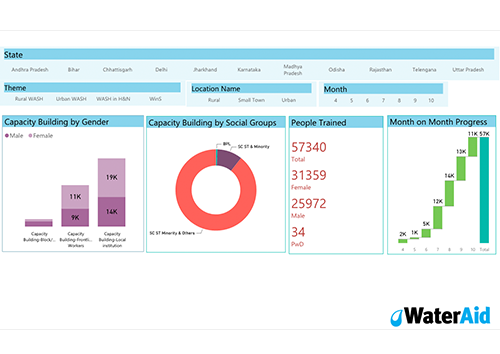 State
Andhra Pradesh Bihar Chhattisgarh Delhi Jharkhand Karnataka Madhya Pradesh Odisha Rajasthan Telengana Uttar Pradesh
Theme
Rural WASH Urban WASH WASH in H&N WinS
Location Name
Rural Small Town Urban
Month
4 5 6 7 8 9 10
Capacity Building by Gender
Male Female
19K
14K
11K
9K
Capacity Building-Block/...
Capacity Building-Frontli... Workers
Capacity Building-Local institution
Capacity Building by Social Groups
BPL
SC ST & Minority
SC ST Minority & Others
People Trained
57340
Total
31359
Female
25972
Male
34
PwD
Month on Month Progress
2K 1K 5K 12K 13K 14K 11K 57K
4 5 6 7 8 9 10 Total
WaterAid